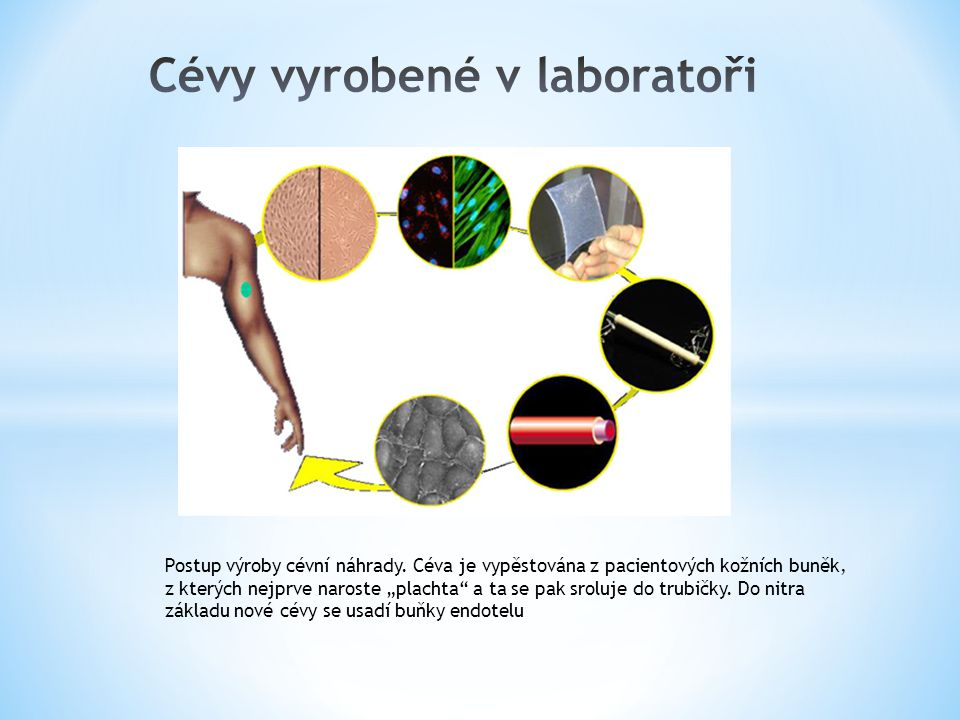 Cévy vyrobené v laboratoři
Postup výroby cévní náhrady. Céva je vypěstována z pacientových kožních buněk,
z kterých nejprve naroste „plachta“ a ta se pak sroluje do trubičky. Do nitra
základu nové cévy se usadí buňky endotelu